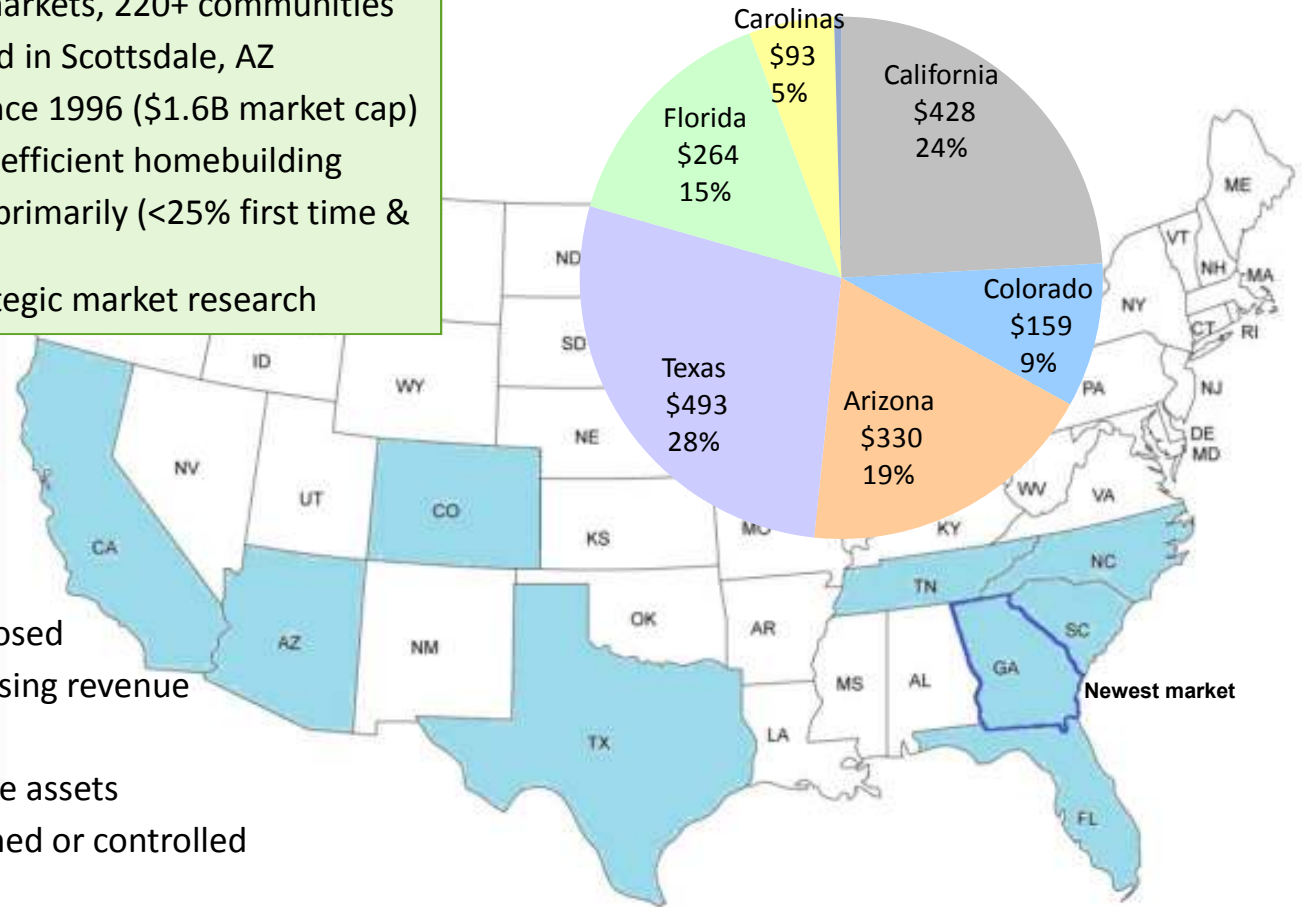 arkets, 220+ communities
d in Scottsdale, AZ
nce 1996 ($1.6B market cap)
efficient homebuilding
primarily (<25% first time &
tegic market research
Carolinas
$93
5%
California
$428
24%
Florida
$264
15%
Colorado
$159
9%
Texas
$493
28%
Arizona
$330
19%
ME
VT
NH
MA
NY
CT
RI
PA
NJ
DE
MD
WV
VA
KY
ND
SD
ID
WY
NE
NV
UT
CO
KS
MO
CA
AZ
NM
OK
AR
TN
NC
SC
TX
LA
MS
AL
GA
Newest market
FL
osed
sing revenue
e assets
ned or controlled